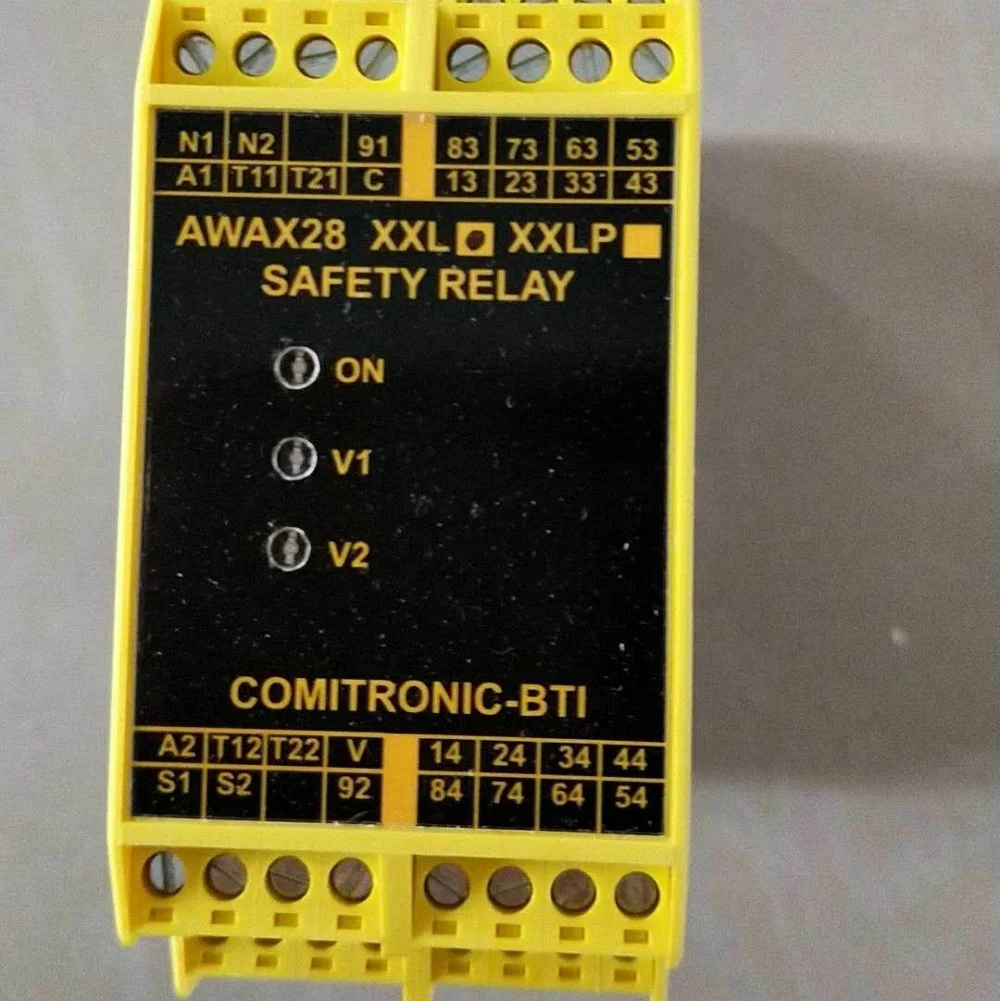 N1 N2 91 83 73 63 53
A1 T11 T21 C 13 23 33 43
AWAX28 XXL XXLP
SAFETY RELAY
ON
V1
V2
COMITRONIC-BTI
A2 T12 T22 V 14 24 34 44
S1 S2 92 84 74 64 54